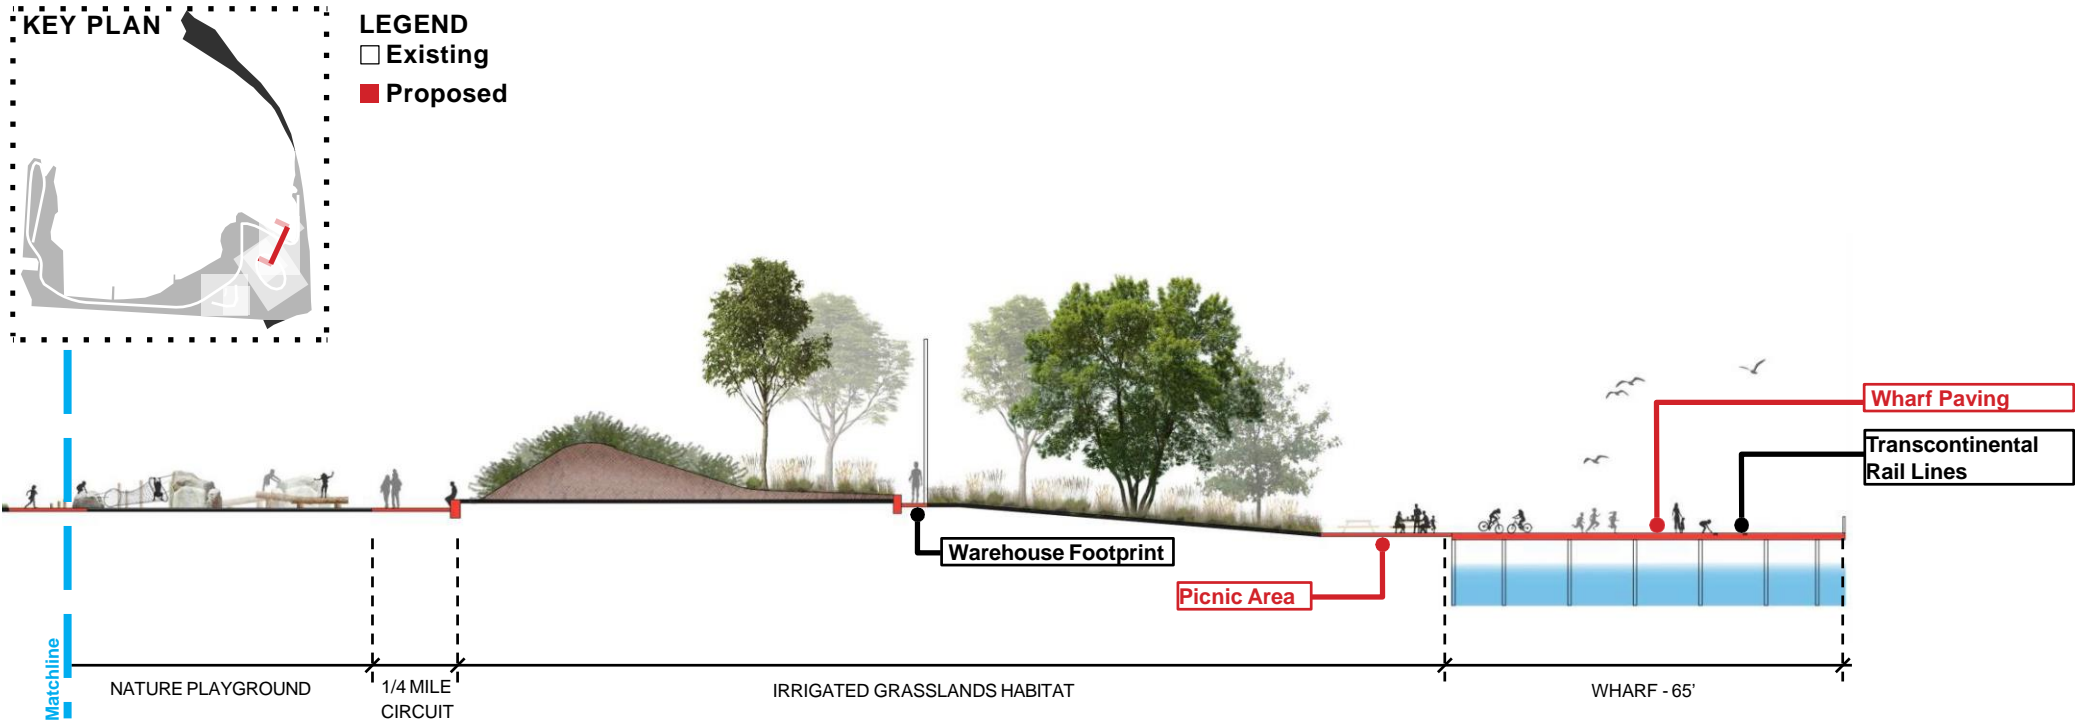 KEY PLAN
LEGEND
Existing
Proposed
Wharf Paving
Transcontinental
Rail Lines
Warehouse Footprint
Picnic Area
Matchline
NATURE PLAYGROUND
1/4 MILE
CIRCUIT
IRRIGATED GRASSLANDS HABITAT
WHARF - 65'